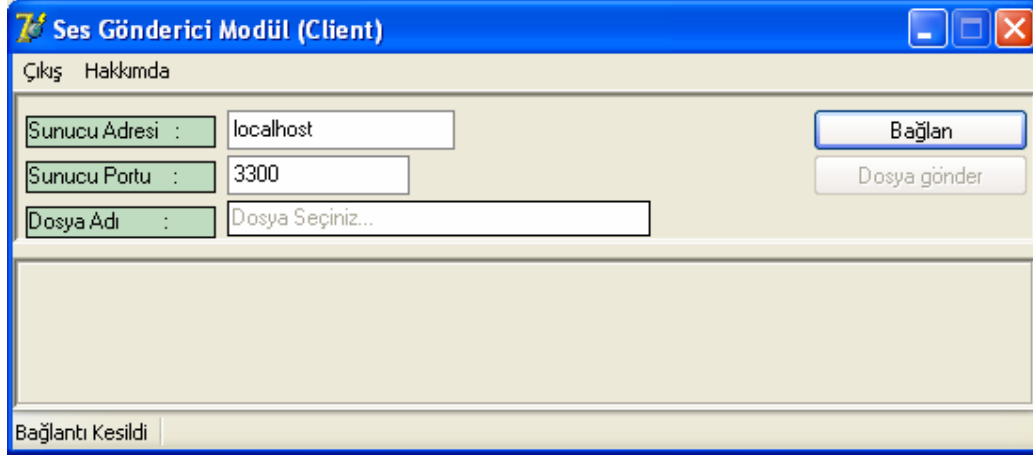 Ses Gönderici Modül (Client)
Çıkış Hakkımda
Sunucu Adresi : localhost Bağlan
Sunucu Portu : 3300 Dosya gönder
Dosya Adı : Dosya Seçiniz...
Bağlantı Kesildi